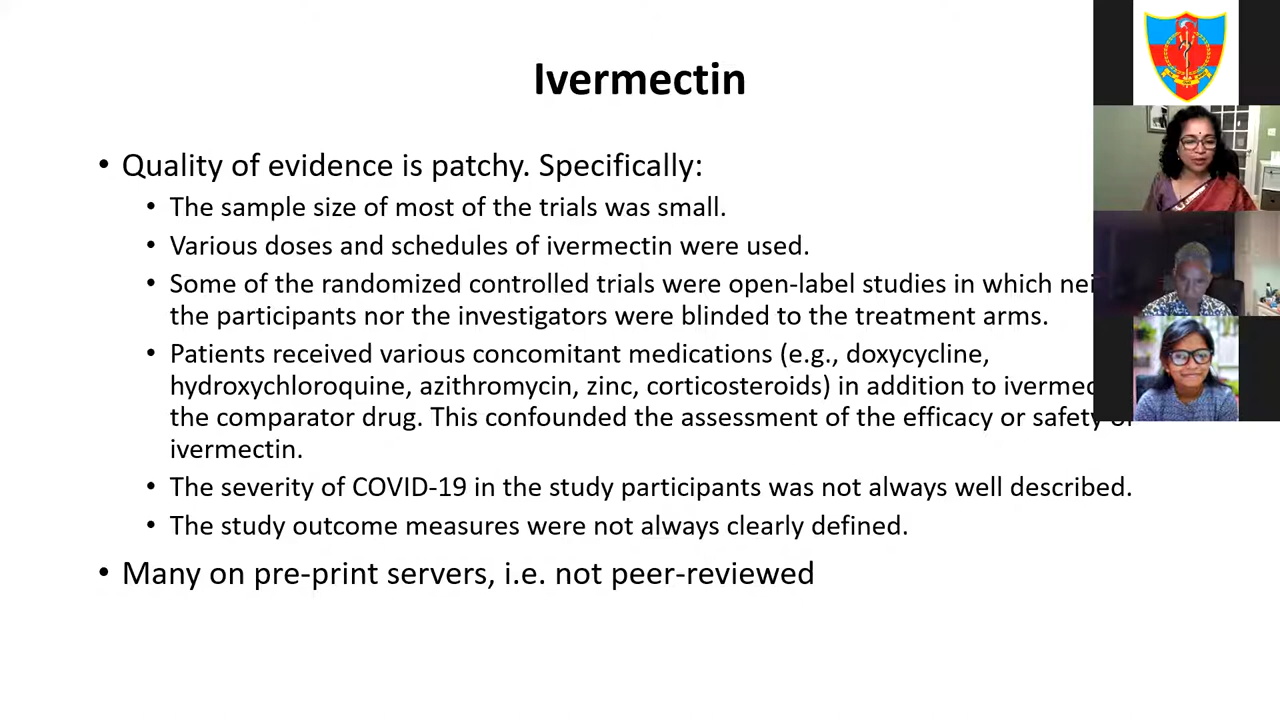 Ivermectin
• Quality of evidence is patchy. Specifically:
• The sample size of most of the trials was small.
• Various doses and schedules of ivermectin were used.
• Some of the randomized controlled trials were open-label studies in which
the participants nor the investigators were blinded to the treatment arms.
• Patients received various concomitant medications (e.g., doxycycline,
hydroxychloroquine, azithromycin, zinc, corticosteroids) in addition to
the comparator drug. This confounded the assessment of the efficacy or safety
ivermectin.
• The severity of COVID-19 in the study participants was not always well described.
• The study outcome measures were not always clearly defined.
• Many on pre-print servers, i.e. not peer-reviewed